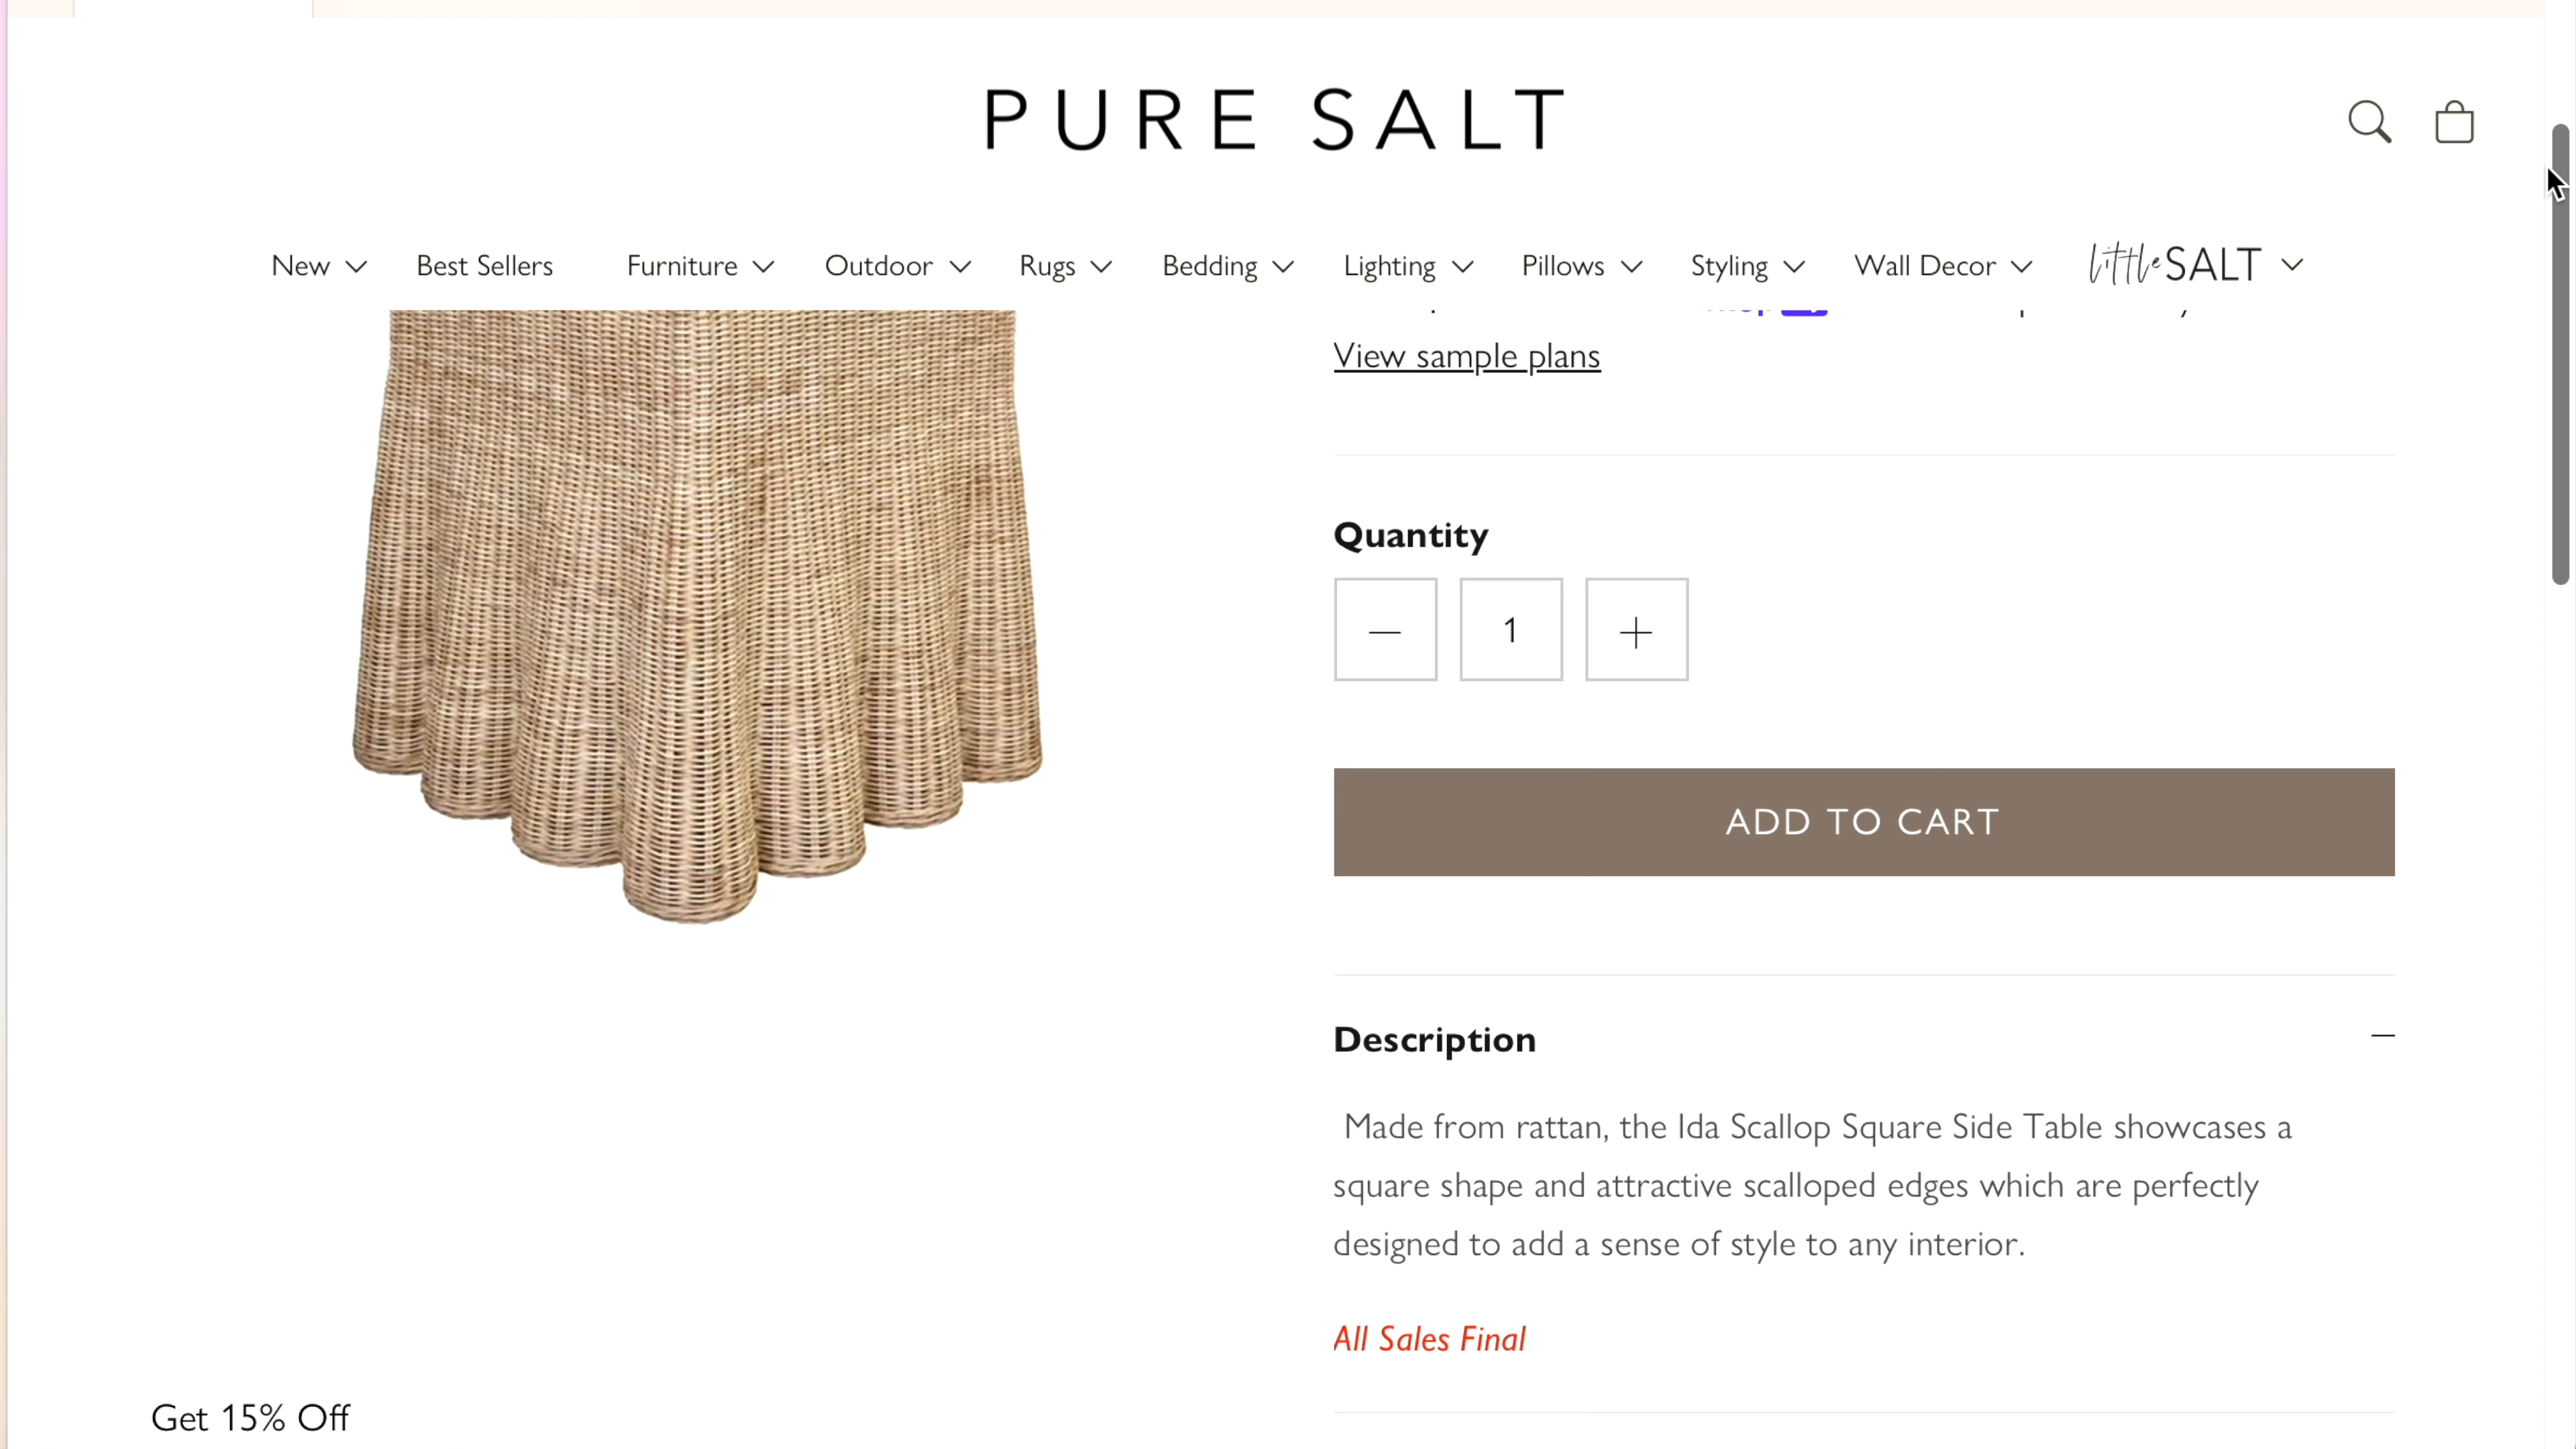 PURE SALT
New
Best Sellers
Furniture
Outdoor
Rugs
Bedding
Lighting
Pillows
Styling
Wall Decor
little SALT
View sample plans
Quantity
1
ADD TO CART
Description
Made from rattan, the Ida Scallop Square Side Table showcases a
square shape and attractive scalloped edges which are perfectly
designed to add a sense of style to any interior.
All Sales Final
Get 15% Off